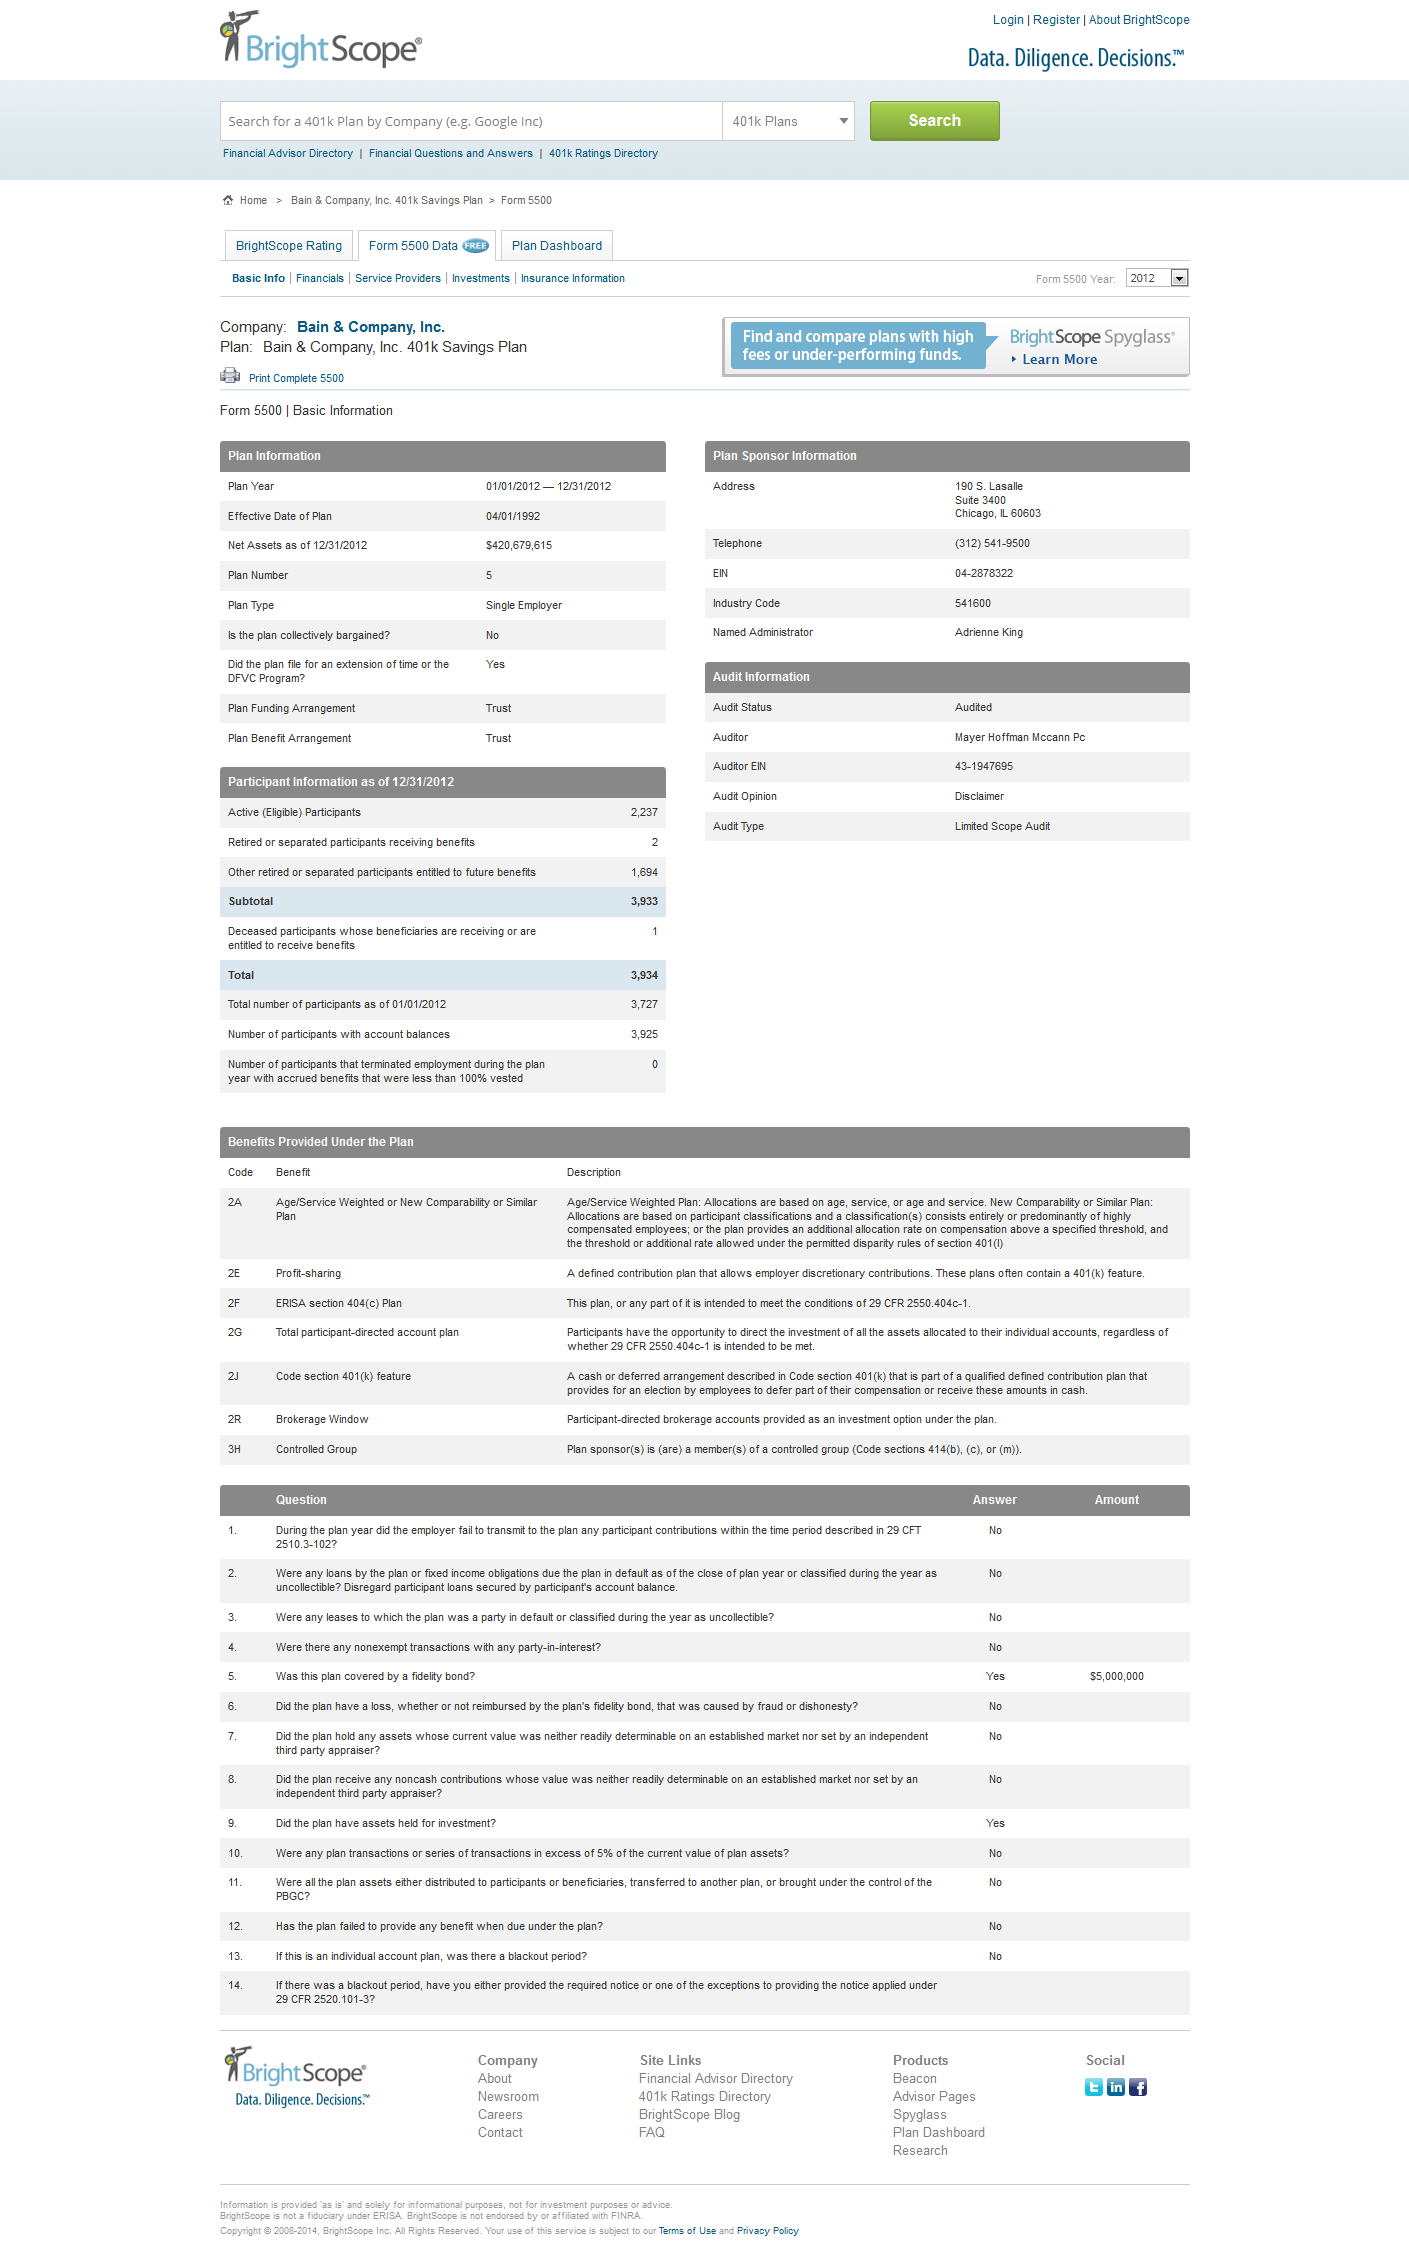 Login | Register | About BrightScope
BrightScope®
Data. Diligence. Decisions.™
Search for a 401k Plan by Company (e.g. Google Inc) 401k Plans Search
Financial Advisor Directory | Financial Questions and Answers | 401k Ratings Directory
Home > Bain & Company, Inc. 401k Savings Plan > Form 5500
BrightScope Rating Form 5500 Data FREE Plan Dashboard
Basic Info | Financials | Service Providers | Investments | Insurance Information Form 5500 Year: 2012
Company: Bain & Company, Inc.
Plan: Bain & Company, Inc. 401k Savings Plan
Print Complete 5500
Find and compare plans with high
fees or under-performing funds.
BrightScope Spyglass®
Learn More
Form 5500 | Basic Information
Plan Information
Plan Year 01/01/2012 — 12/31/2012
Effective Date of Plan 04/01/1992
Net Assets as of 12/31/2012 $420,679,615
Plan Number 5
Plan Type Single Employer
Is the plan collectively bargained? No
Did the plan file for an extension of time or the Yes
DFVC Program?
Plan Funding Arrangement Trust
Plan Benefit Arrangement Trust
Participant Information as of 12/31/2012
Active (Eligible) Participants 2,237
Retired or separated participants receiving benefits 2
Other retired or separated participants entitled to future benefits 1,694
Subtotal 3,933
Deceased participants whose beneficiaries are receiving or are 1
entitled to receive benefits
Total 3,934
Total number of participants as of 01/01/2012 3,727
Number of participants with account balances 3,925
Number of participants that terminated employment during the plan 0
year with accrued benefits that were less than 100% vested
Plan Sponsor Information
Address 190 S. Lasalle
Suite 3400
Chicago, IL 60603
Telephone (312) 541-9500
EIN 04-2878322
Industry Code 541600
Named Administrator Adrienne King
Audit Information
Audit Status Audited
Auditor Mayer Hoffman Mccann Pc
Auditor EIN 43-1947695
Audit Opinion Disclaimer
Audit Type Limited Scope Audit
Benefits Provided Under the Plan
Code Benefit Description
2A Age/Service Weighted or New Comparability or Similar Age/Service Weighted Plan: Allocations are based on age, service, or age and service. New Comparability or Similar Plan:
Plan Allocations are based on participant classifications and a classification(s) consists entirely or predominantly of highly
compensated employees; or the plan provides an additional allocation rate on compensation above a specified threshold, and
the threshold or additional rate allowed under the permitted disparity rules of section 401(l)
2E Profit-sharing A defined contribution plan that allows employer discretionary contributions. These plans often contain a 401(k) feature.
2F ERISA section 404(c) Plan This plan, or any part of it is intended to meet the conditions of 29 CFR 2550.404c-1.
2G Total participant-directed account plan Participants have the opportunity to direct the investment of all the assets allocated to their individual accounts, regardless of
whether 29 CFR 2550.404c-1 is intended to be met.
2J Code section 401(k) feature A cash or deferred arrangement described in Code section 401(k) that is part of a qualified defined contribution plan that
provides for an election by employees to defer part of their compensation or receive these amounts in cash.
2R Brokerage Window Participant-directed brokerage accounts provided as an investment option under the plan.
3H Controlled Group Plan sponsor(s) is (are) a member(s) of a controlled group (Code sections 414(b), (c), or (m)).
Question Answer Amount
1. During the plan year did the employer fail to transmit to the plan any participant contributions within the time period described in 29 CFT No
2510.3-102?
2. Were any loans by the plan or fixed income obligations due the plan in default as of the close of plan year or classified during the year as No
uncollectible? Disregard participant loans secured by participant's account balance.
3. Were any leases to which the plan was a party in default or classified during the year as uncollectible? No
4. Were there any nonexempt transactions with any party-in-interest? No
5. Was this plan covered by a fidelity bond? Yes $5,000,000
6. Did the plan have a loss, whether or not reimbursed by the plan's fidelity bond, that was caused by fraud or dishonesty? No
7. Did the plan hold any assets whose current value was neither readily determinable on an established market nor set by an independent No
third party appraiser?
8. Did the plan receive any noncash contributions whose value was neither readily determinable on an established market nor set by an No
independent third party appraiser?
9. Did the plan have assets held for investment? Yes
10. Were any plan transactions or series of transactions in excess of 5% of the current value of plan assets? No
11. Were all the plan assets either distributed to participants or beneficiaries, transferred to another plan, or brought under the control of the No
PBGC?
12. Has the plan failed to provide any benefit when due under the plan? No
13. If this is an individual account plan, was there a blackout period? No
14. If there was a blackout period, have you either provided the required notice or one of the exceptions to providing the notice applied under
29 CFR 2520.101-3?
BrightScope®
Data. Diligence. Decisions.™
Company
About
Newsroom
Careers
Contact
Site Links
Financial Advisor Directory
401k Ratings Directory
BrightScope Blog
FAQ
Products
Beacon
Advisor Pages
Spyglass
Plan Dashboard
Research
Social
Information is provided 'as is' and solely for informational purposes, not for investment purposes or advice.
BrightScope is not a fiduciary under ERISA. BrightScope is not endorsed by or affiliated with FINRA.
Copyright © 2008-2014, BrightScope Inc. All Rights Reserved. Your use of this service is subject to our Terms of Use and Privacy Policy